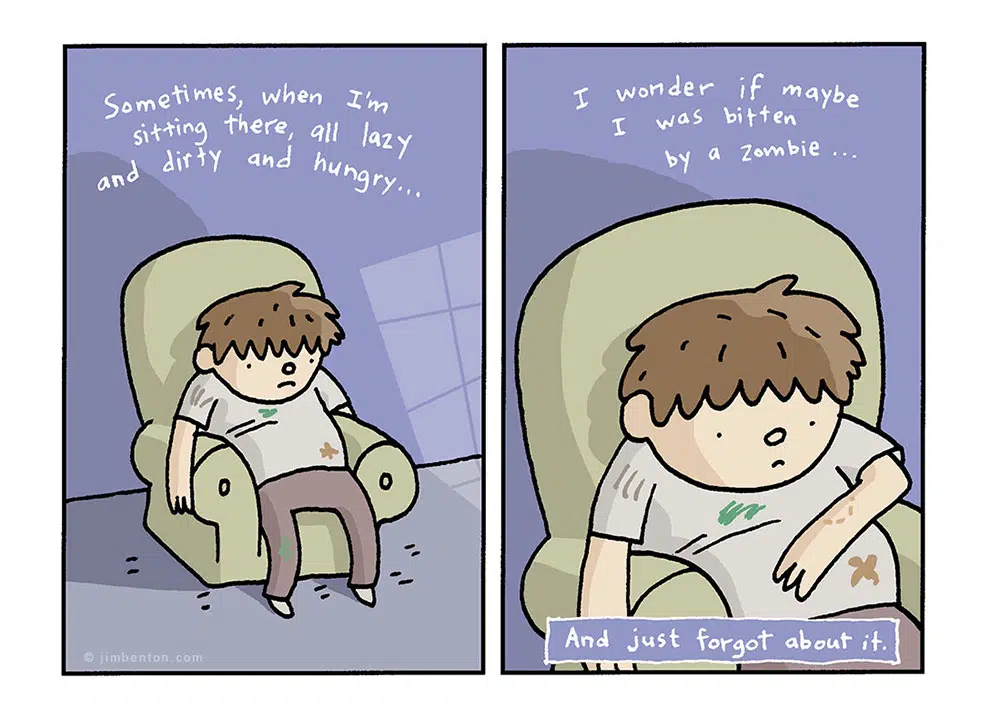 Sometimes, when I'm
sitting there, all lazy
and dirty and hungry...
© jimbenton.com
I wonder if maybe
I was bitten
by a zombie...
And just forgot about it.